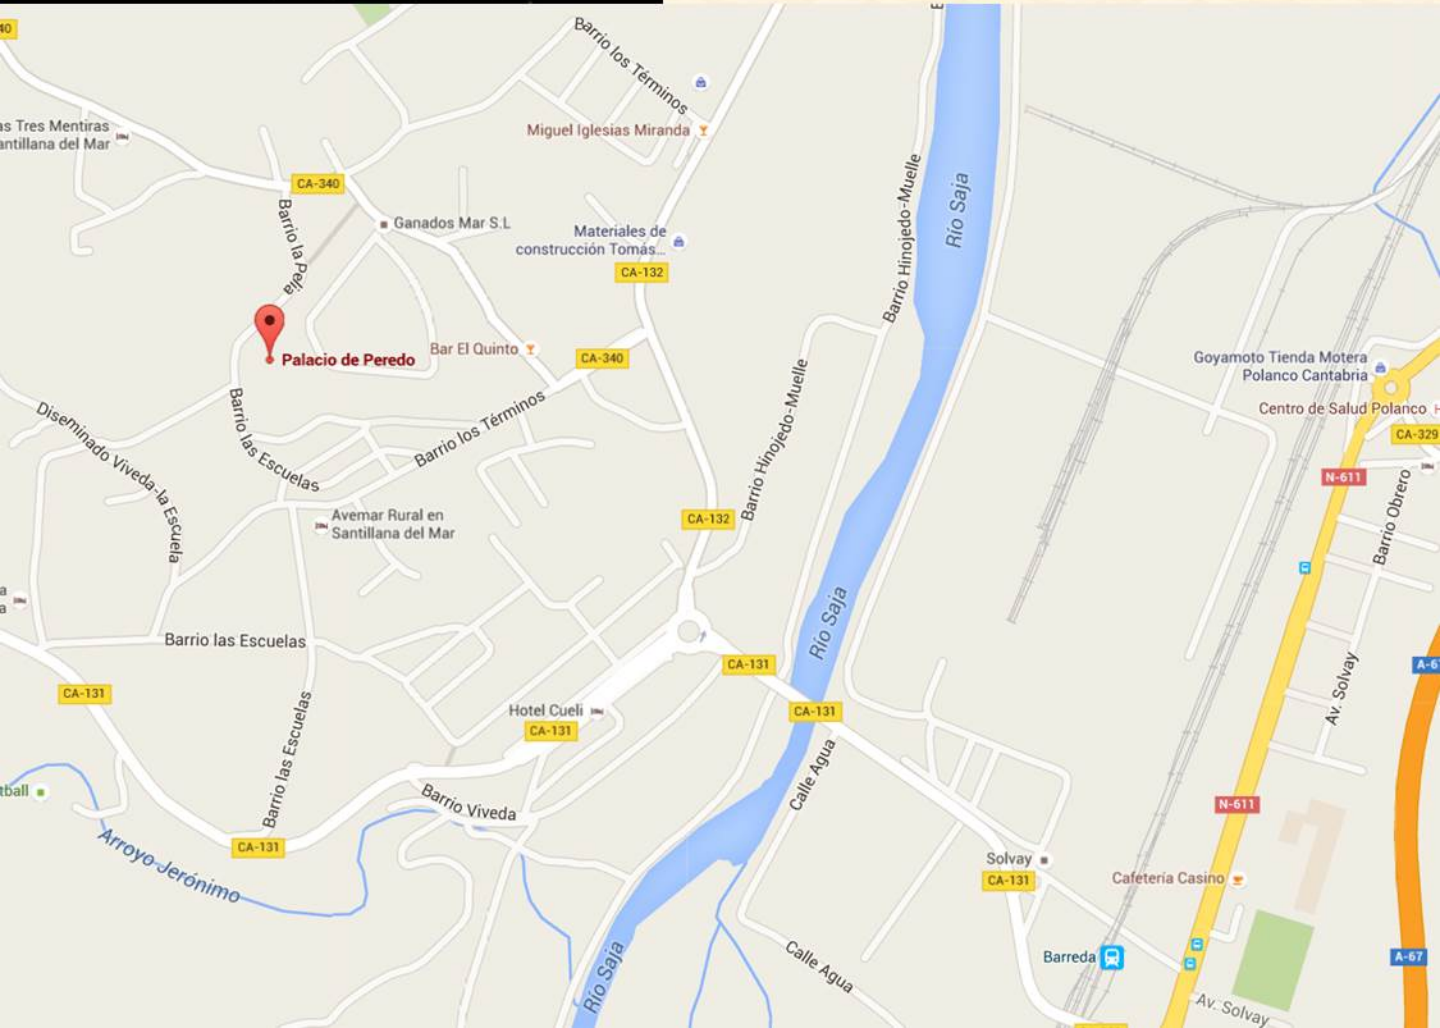 40
Barrio los Términos
as Tres Mentiras
antillana del Mar
Miguel Iglesias Miranda
CA-340
Barrio la Peña
Ganados Mar S.L
Materiales de
construcción Tomás...
CA-132
Barrio Hinojedo-Muelle
Río Saja
Palacio de Peredo
Bar El Quinto
CA-340
Goyamoto Tienda Motera
Polanco Cantabria
Centro de Salud Polanco
CA-329
N-611
Barrio Obrero
Diseminado Viveda-la Escuela
Barrio las Escuelas
Barrio los Términos
Barrio Hinojedo-Muelle
CA-132
Avemar Rural en
Santillana del Mar
a
a
Barrio las Escuelas
Río Saja
CA-131
CA-131
CA-131
Hotel Cueli
CA-131
Av. Solvay
A-67
Barrio las Escuelas
Calle Agua
tball
Barrio Viveda
N-611
Arroyo Jerónimo
CA-131
Solvay
CA-131
Cafetería Casino
Río Saja
Calle Agua
Barreda
A-67
Av. Solvay